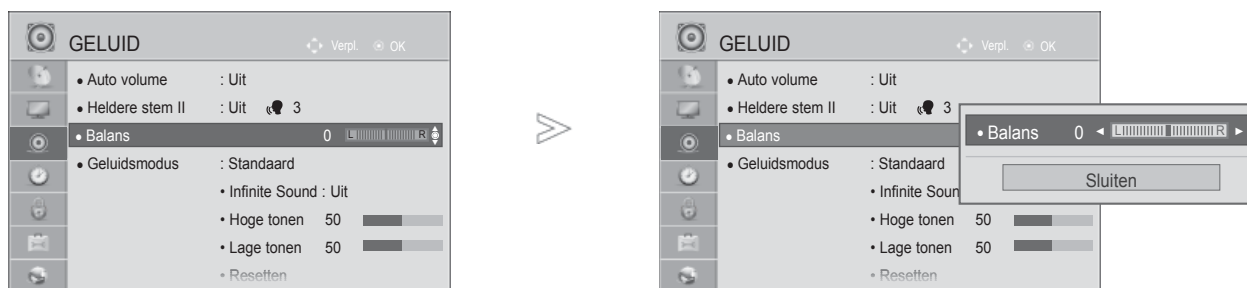 GELUID Verpl. OK
• Auto volume : Uit
• Heldere stem II : Uit 3
• Balans 0 L R
• Geluidsmodus : Standaard
• Infinite Sound : Uit
• Hoge tonen 50
• Lage tonen 50
• Resetten
>
GELUID Verpl. OK
• Auto volume : Uit
• Heldere stem II : Uit 3
• Balans
• Geluidsmodus : Standaard
• Infinite Soun
• Hoge tonen 50
• Lage tonen 50
• Resetten
• Balans 0 ◄ L R ►
Sluiten